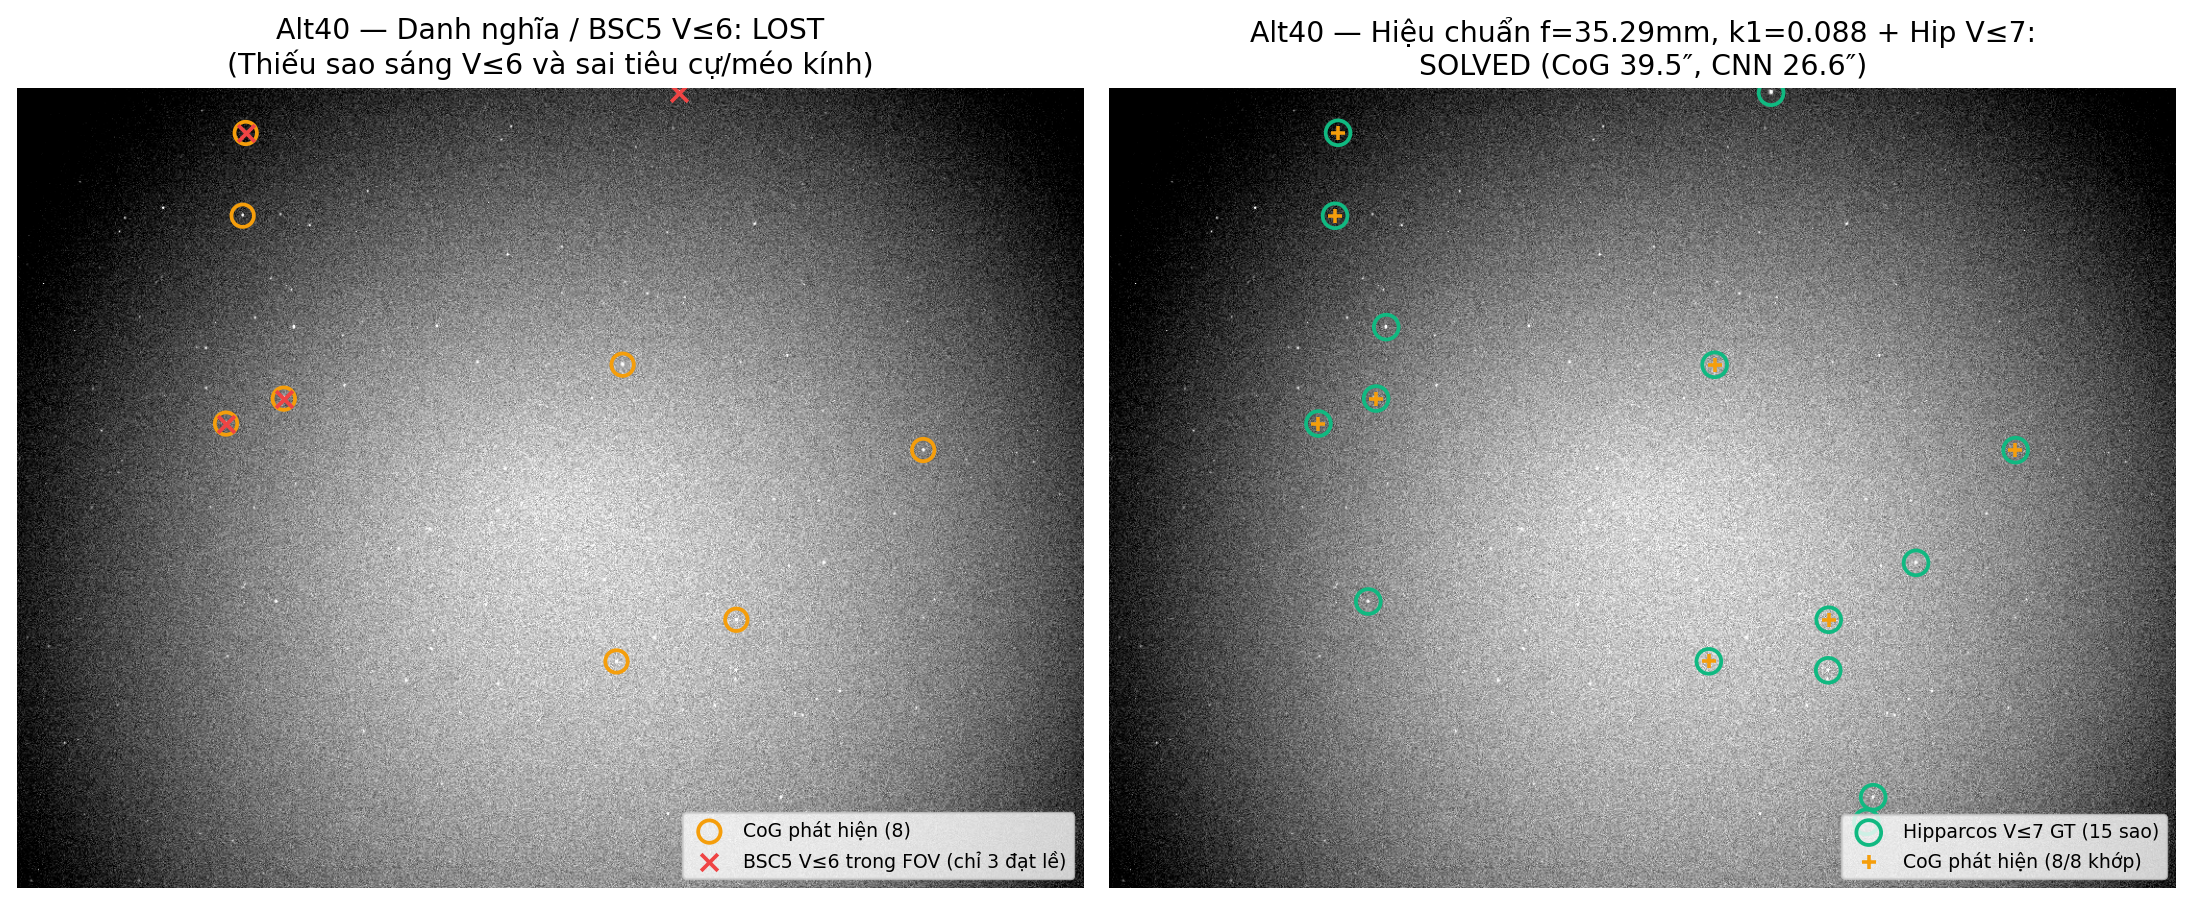 Alt40 — Danh nghĩa / BSC5 V≤6: LOST
(Thiếu sao sáng V≤6 và sai tiêu cự/méo kính)
CoG phát hiện (8)
BSC5 V≤6 trong FOV (chỉ 3 đạt lề)
Alt40 — Hiệu chuẩn f=35.29mm, k1=0.088 + Hip V≤7:
SOLVED (CoG 39.5″, CNN 26.6″)
Hipparcos V≤7 GT (15 sao)
CoG phát hiện (8/8 khớp)